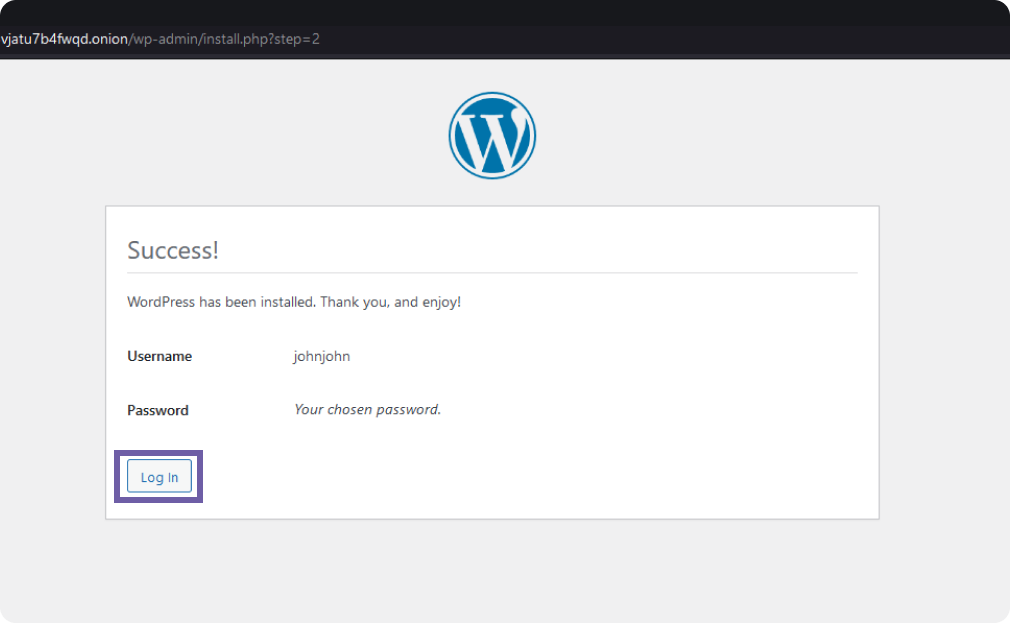 vjatu7b4fwqd.onion/wp-admin/install.php?step=2
Success!
WordPress has been installed. Thank you, and enjoy!
Username johnjohn
Password Your chosen password.
Log In